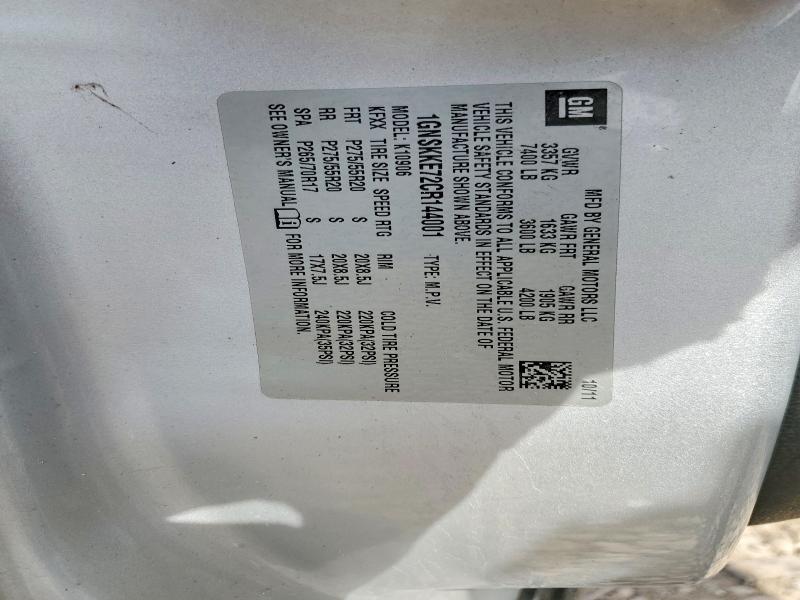 GM®
MFD BY GENERAL MOTORS LLC 10/11
GVWR GAWR FRT GAWR RR
3357 KG 1633 KG 1905 KG
7400 LB 3600 LB 4200 LB
THIS VEHICLE CONFORMS TO ALL APPLICABLE U.S. FEDERAL MOTOR
VEHICLE SAFETY STANDARDS IN EFFECT ON THE DATE OF
MANUFACTURE SHOWN ABOVE.
1GNSKKE72CR144001 TYPE: M.P.V.
MODEL: K10906
KFXX TIRE SIZE SPEED RTG RIM COLD TIRE PRESSURE
FRT P275/55R20 S 20X8.5J 220KPA(32PSI)
RR P275/55R20 S 20X8.5J 220KPA(32PSI)
SPA P265/70R17 S 17X7.5J 240KPA(35PSI)
SEE OWNER'S MANUAL FOR MORE INFORMATION.